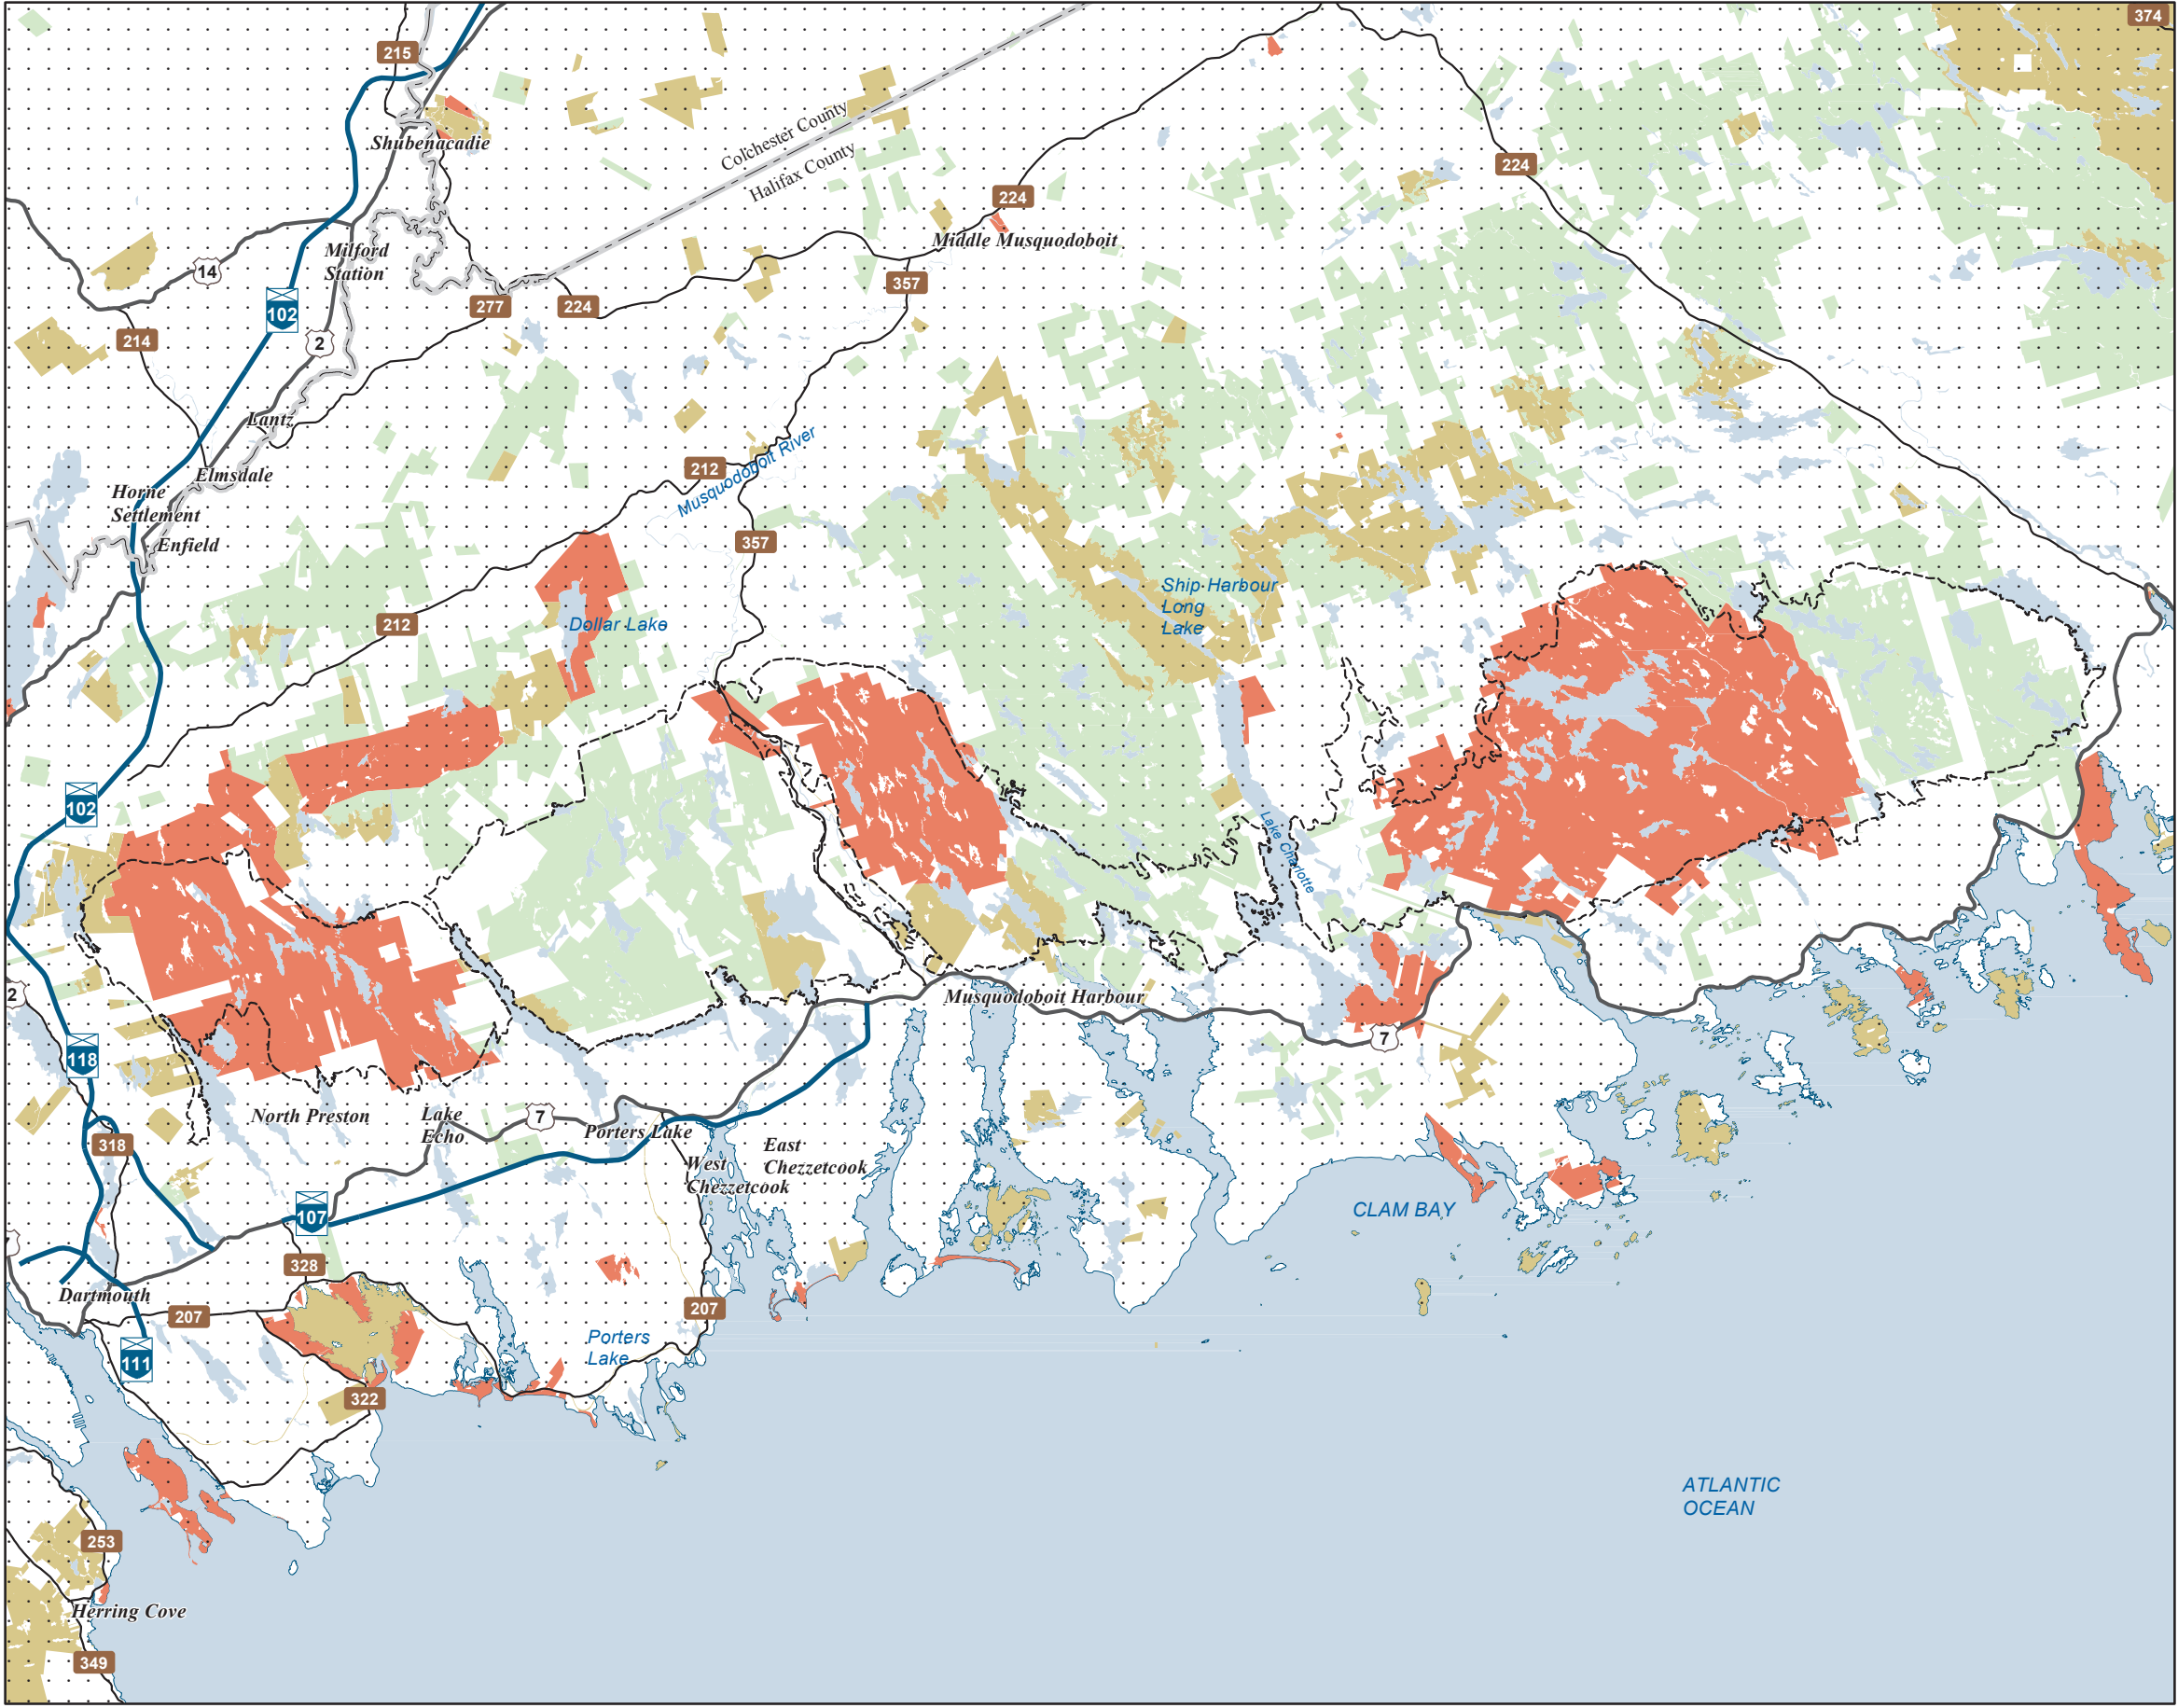 374
215
Colchester County
Shubenacadie
Halifax County
224
224
Middle Musquodoboit
Milford
Station
14
357
102
277
224
214
2
Lantz
Musquodoboit River
212
Elmsdale
Horne
Settlement
Enfield
357
Ship Harbour
Long
Lake
212
Dollar Lake
102
Lake Charlotte
2
Musquodoboit Harbour
7
118
North Preston
Lake
Echo
7
Porters Lake
318
East
Chezzetcook
West
Chezzetcook
CLAM BAY
107
328
Dartmouth
207
207
Porters
Lake
111
322
ATLANTIC
OCEAN
253
Herring Cove
349